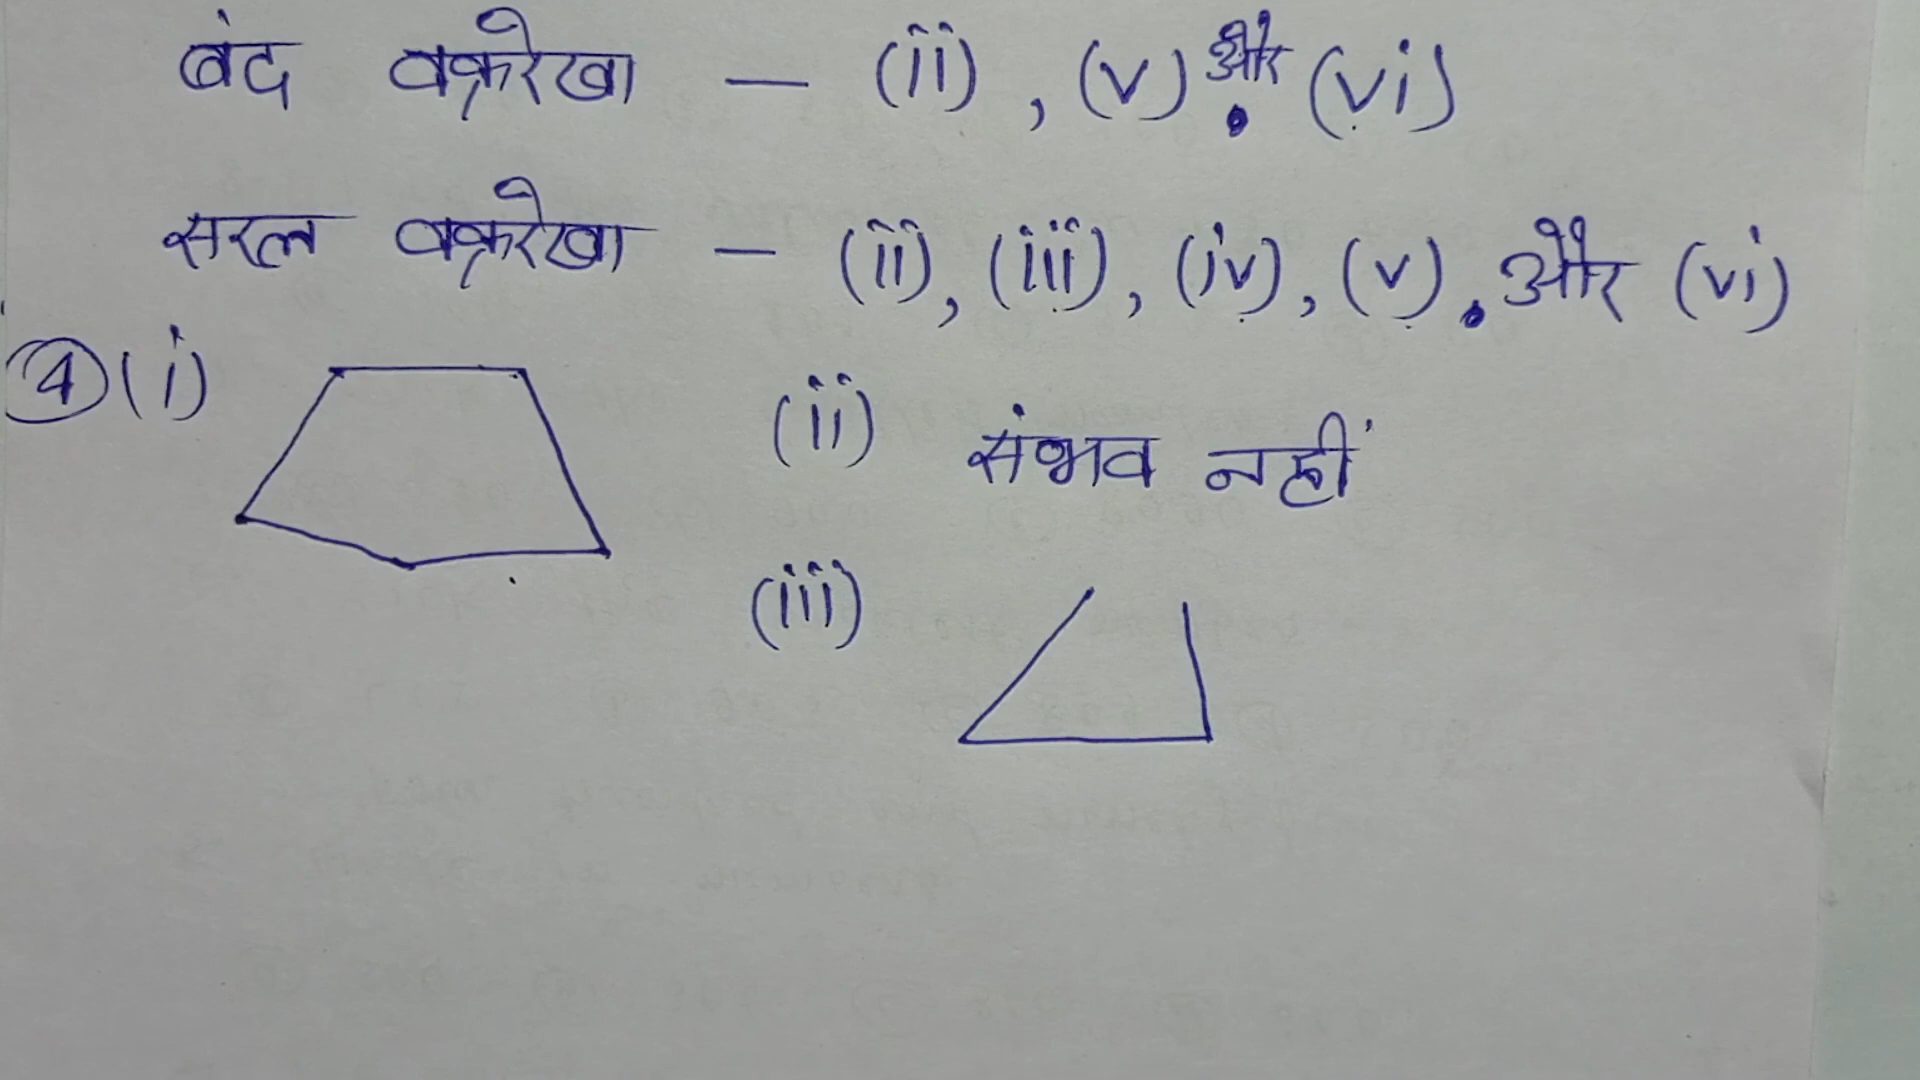 बंद वक्ररेखा — (ii), (v) और (vi)
सरल वक्ररेखा — (ii), (iii), (iv), (v). और (vi)
④ (i)
(ii) संभव नहीं
(iii)